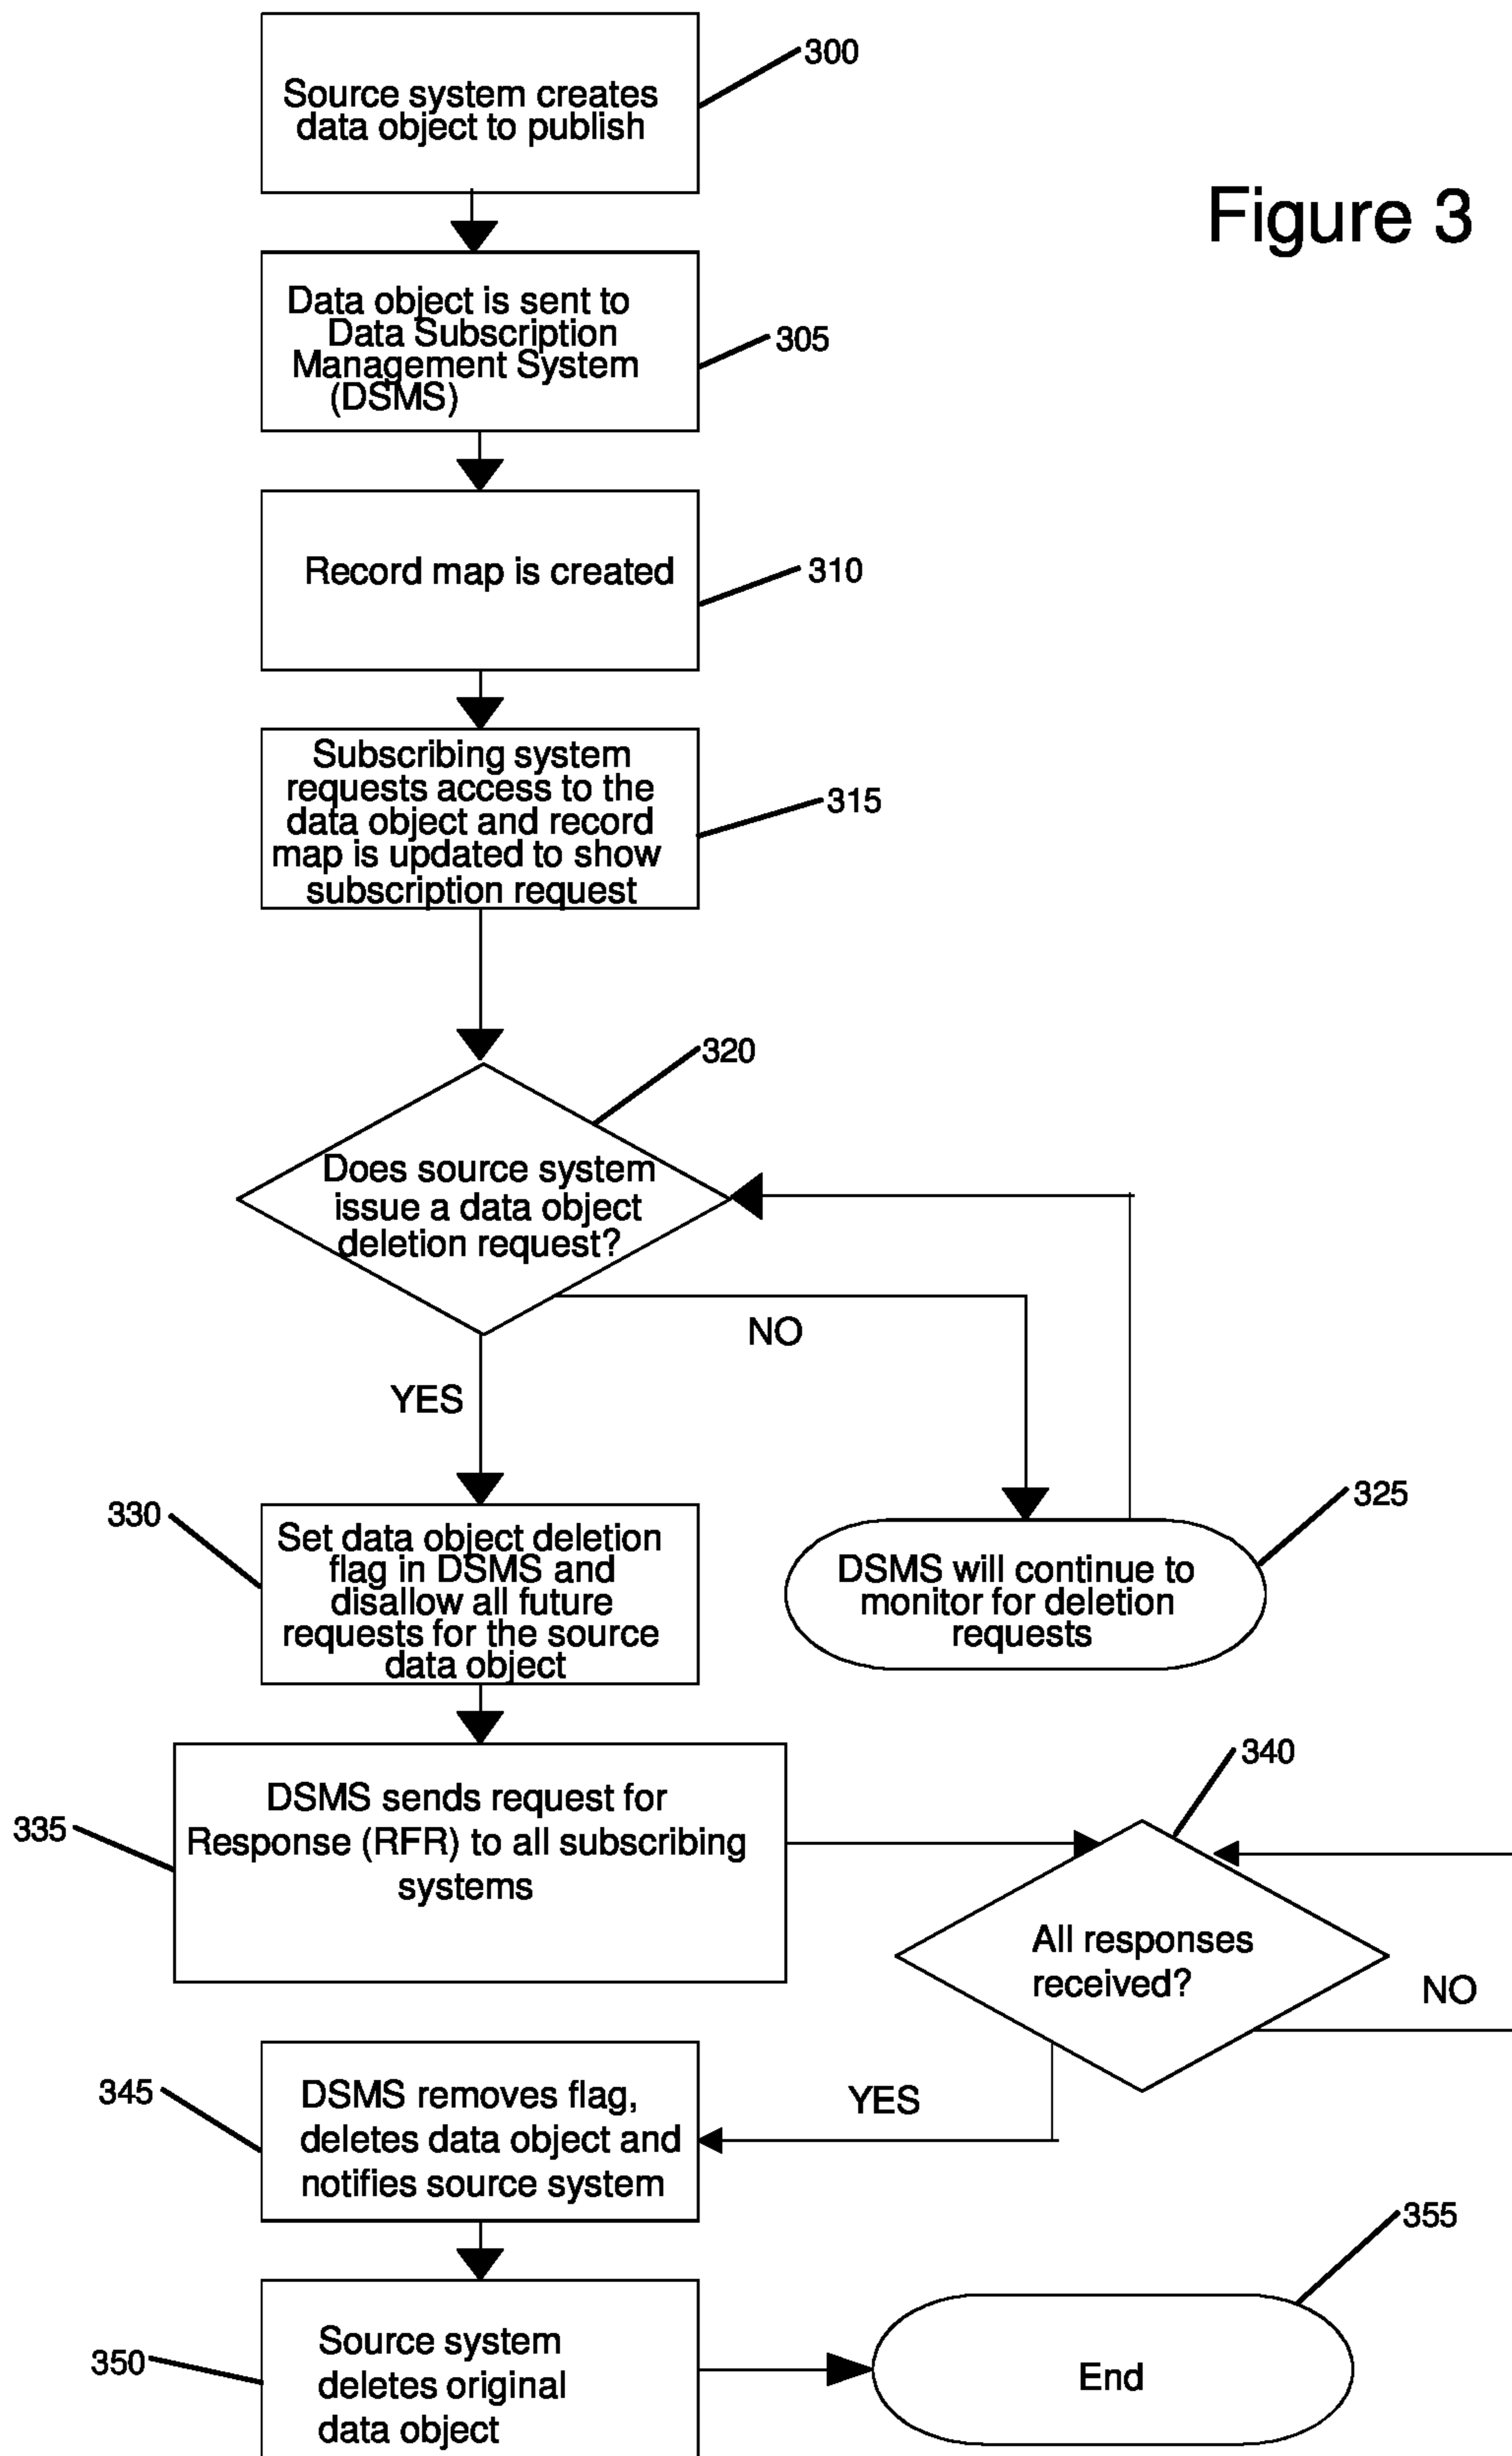 300
Source system creates
data object to publish
Figure 3
Data object is sent to
Data Subscription
Management System
(DSMS)
305
Record map is created
310
Subscribing system
requests access to the
data object and record
map is updated to show
subscription request
315
320
Does source system
issue a data object
deletion request?
NO
YES
330
325
Set data object deletion
flag in DSMS and
disallow all future
requests for the source
data object
DSMS will continue to
monitor for deletion
requests
340
335
DSMS sends request for
Response (RFR) to all subscribing
systems
All responses
received?
NO
345
DSMS removes flag,
deletes data object and
notifies source system
YES
355
350
Source system
deletes original
data object
End